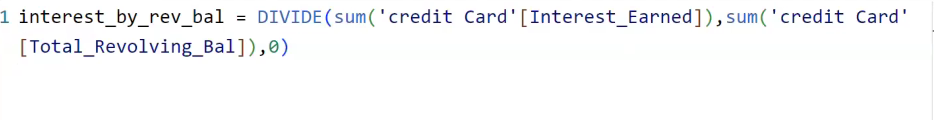 1 interest_by_rev_bal = DIVIDE(sum('credit Card'[Interest_Earned]),sum('credit Card'
[Total_Revolving_Bal]),0)